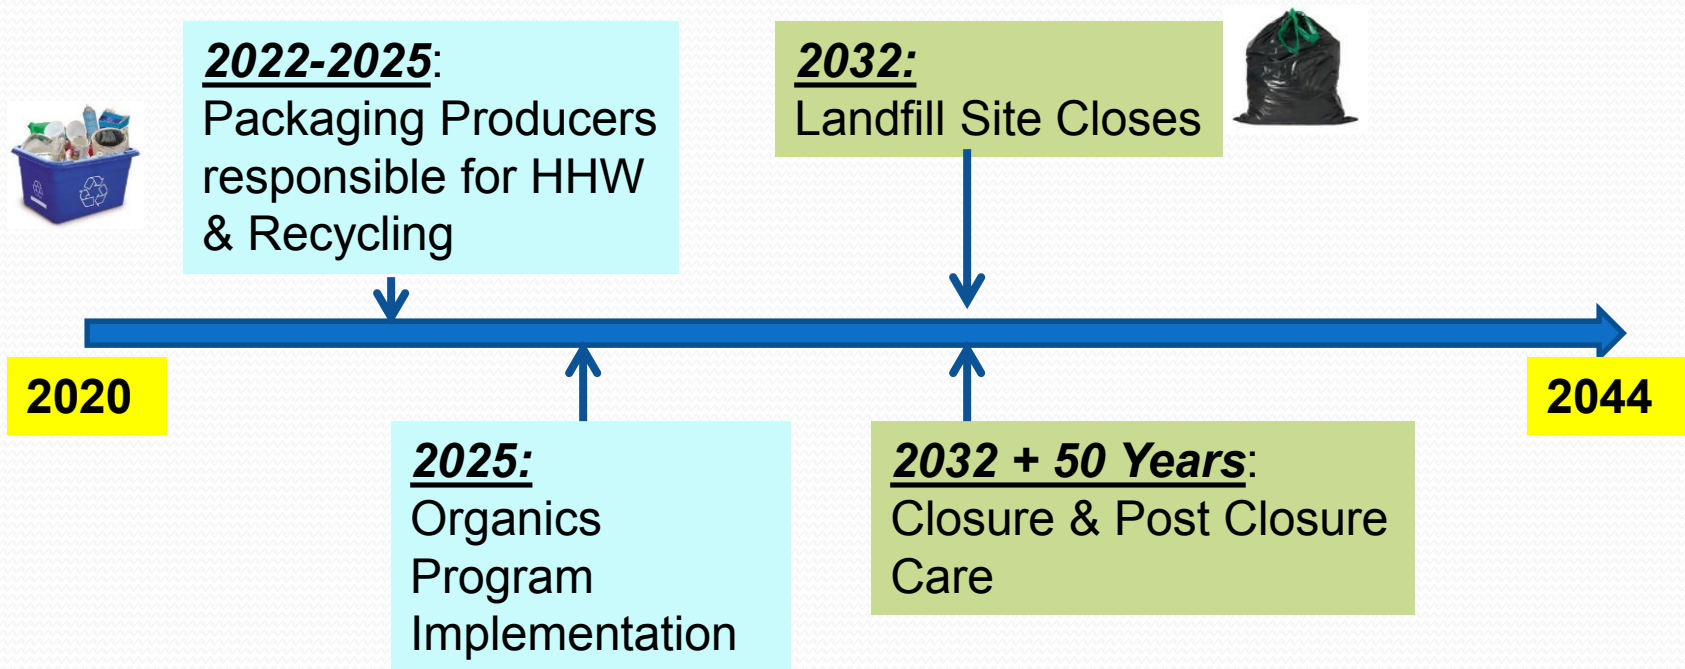 2022-2025:
Packaging Producers
responsible for HHW
& Recycling
2032:
Landfill Site Closes
2020
2044
2025:
Organics
Program
Implementation
2032 + 50 Years:
Closure & Post Closure
Care